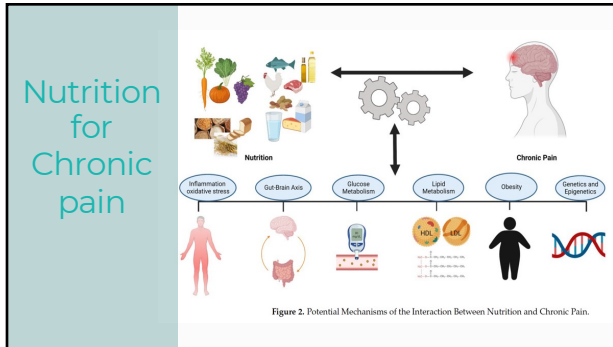 Nutrition
for
Chronic
pain
Nutrition
Chronic Pain
Inflammation
oxidative stress
Gut-Brain Axis
Glucose
Metabolism
Lipid
Metabolism
Obesity
Genetics and
Epigenetics
HDL
LDL
Figure 2. Potential Mechanisms of the Interaction Between Nutrition and Chronic Pain.